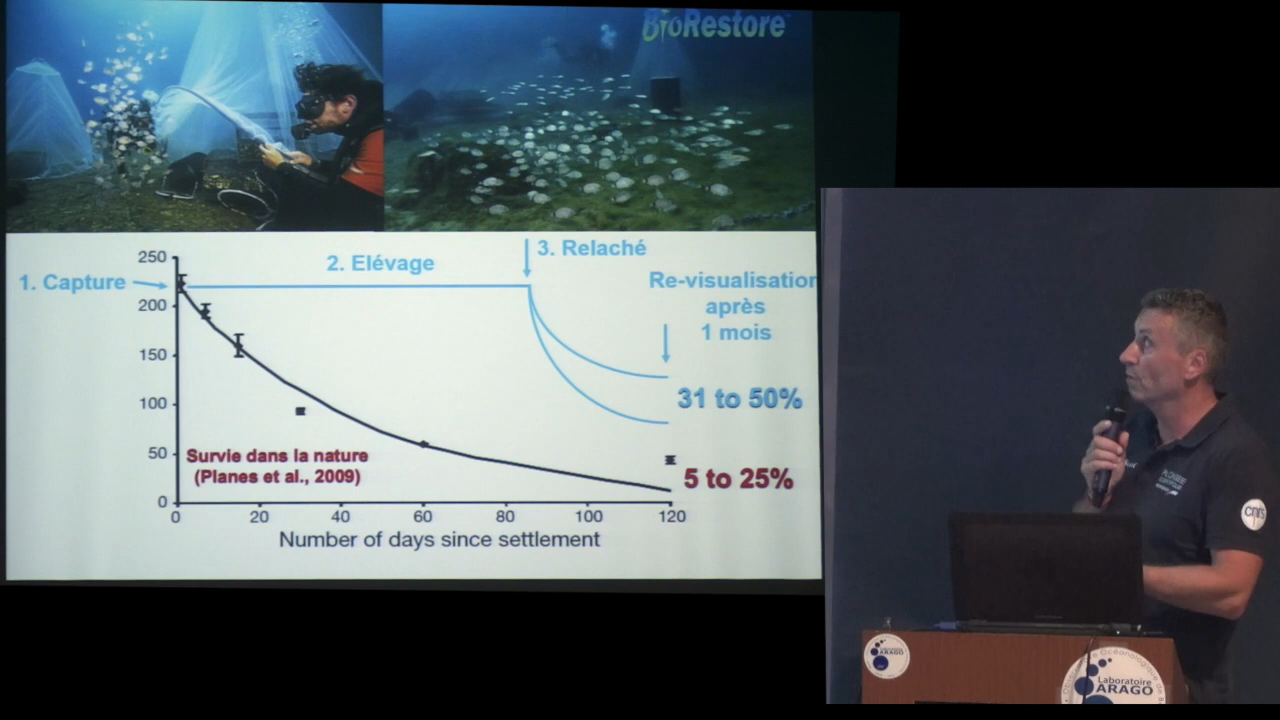 BioRestore
250
200
150
100
50
0
0 20 40 60 80 100 120
Number of days since settlement
1. Capture
2. Elévage
3. Relaché
Re-visualisation
après
1 mois
31 to 50%
5 to 25%
Survie dans la nature
(Planes et al., 2009)
cnrs
Laboratoire
ARAGO
Laboratoire
ARAGO